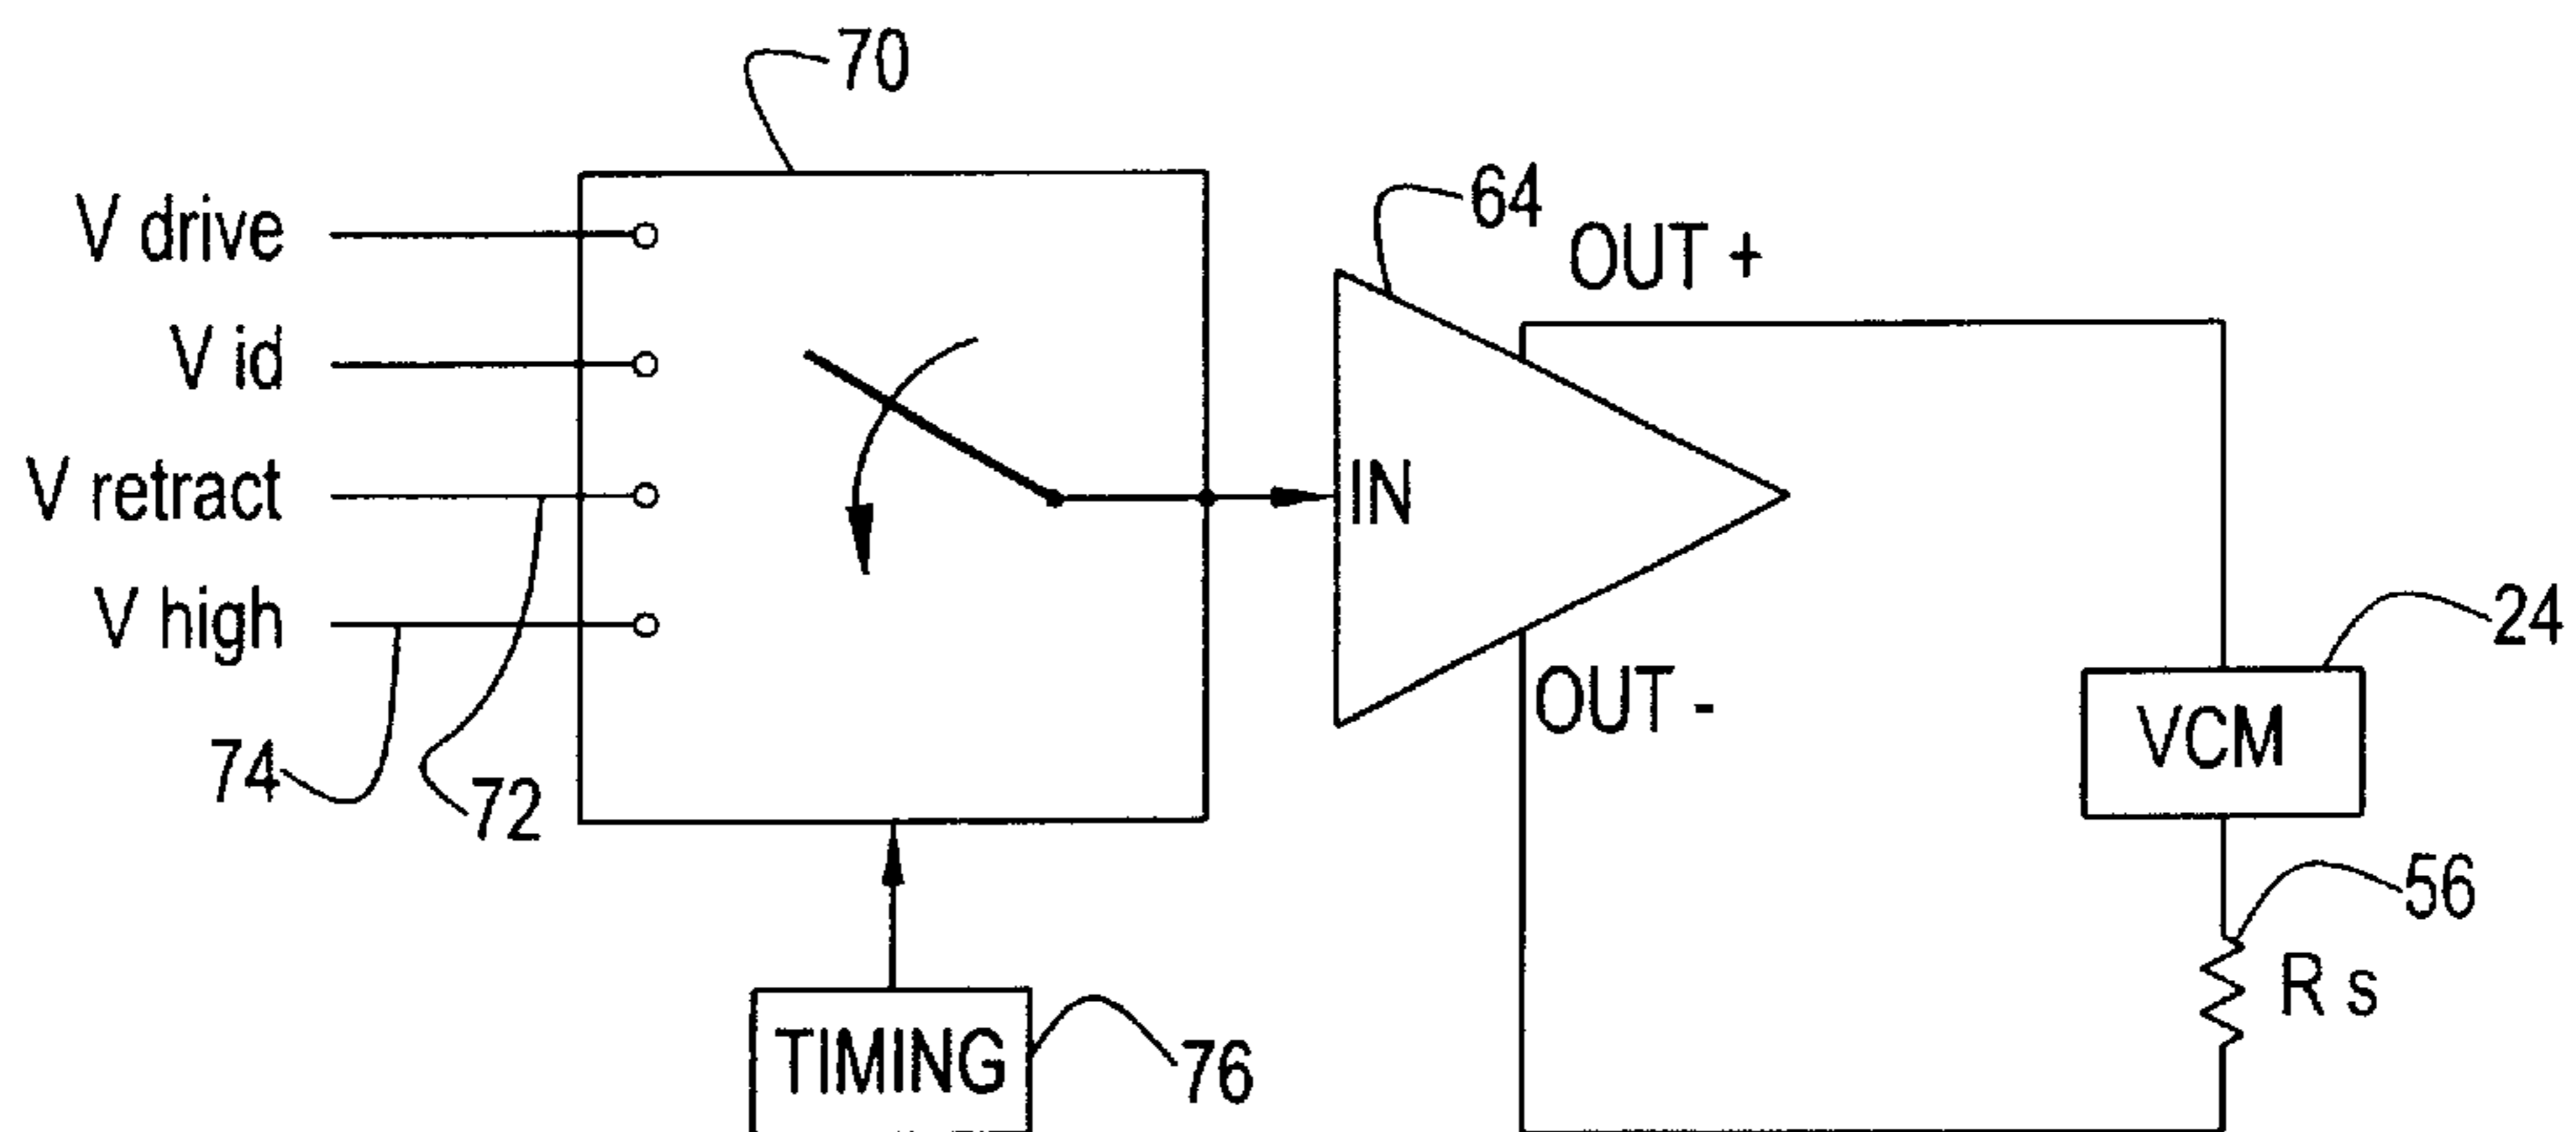 70
V drive
V id
V retract
V high
74
72
TIMING
76
64
OUT +
IN
OUT -
24
VCM
56
R s